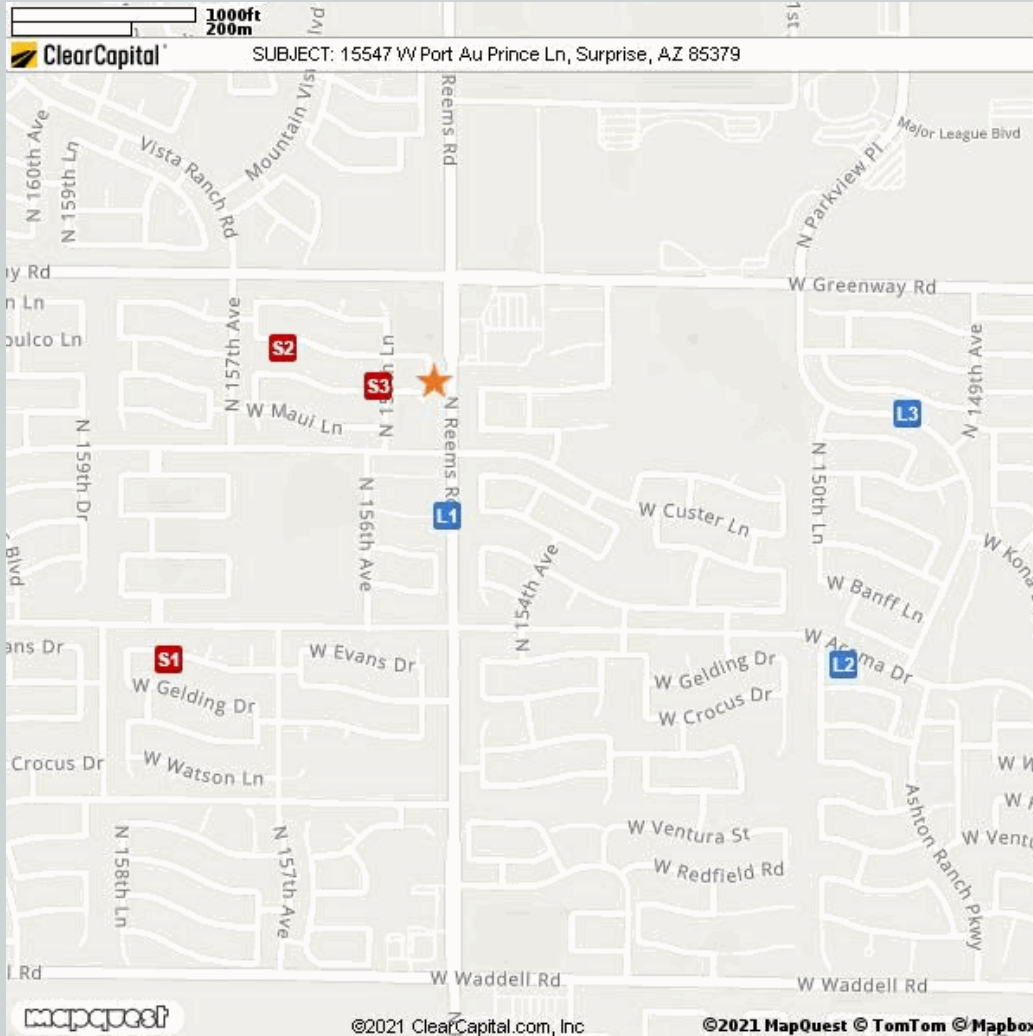 1000ft
200m
ClearCapital
SUBJECT: 15547 W Port Au Prince Ln, Surprise, AZ 85379
Reems Rd
Major League Blvd
N 160th Ave
N 159th Ln
Vista Ranch Rd
Mountain
N Parkview Pl
W Greenway Rd
S2
N 157th Ave
S3
L3
N 149th Ave
W Maui Ln
N Reems Rd
N 159th Dr
N 156th Ave
L1
W Custer Ln
N 150th Ln
Blvd
N 154th Ave
W Banff Ln
S1
W Evans Dr
W Gelding Dr
W Gelding Dr
L2
W Crocus Dr
Crocus Dr
W Watson Ln
W Ventura St
W Redfield Rd
Ashton Ranch Pkwy
N 158th Ln
N 157th Ave
W Waddell Rd
W Waddell Rd
mapquest
©2021 ClearCapital.com, Inc
©2021 MapQuest © TomTom © Mapbox